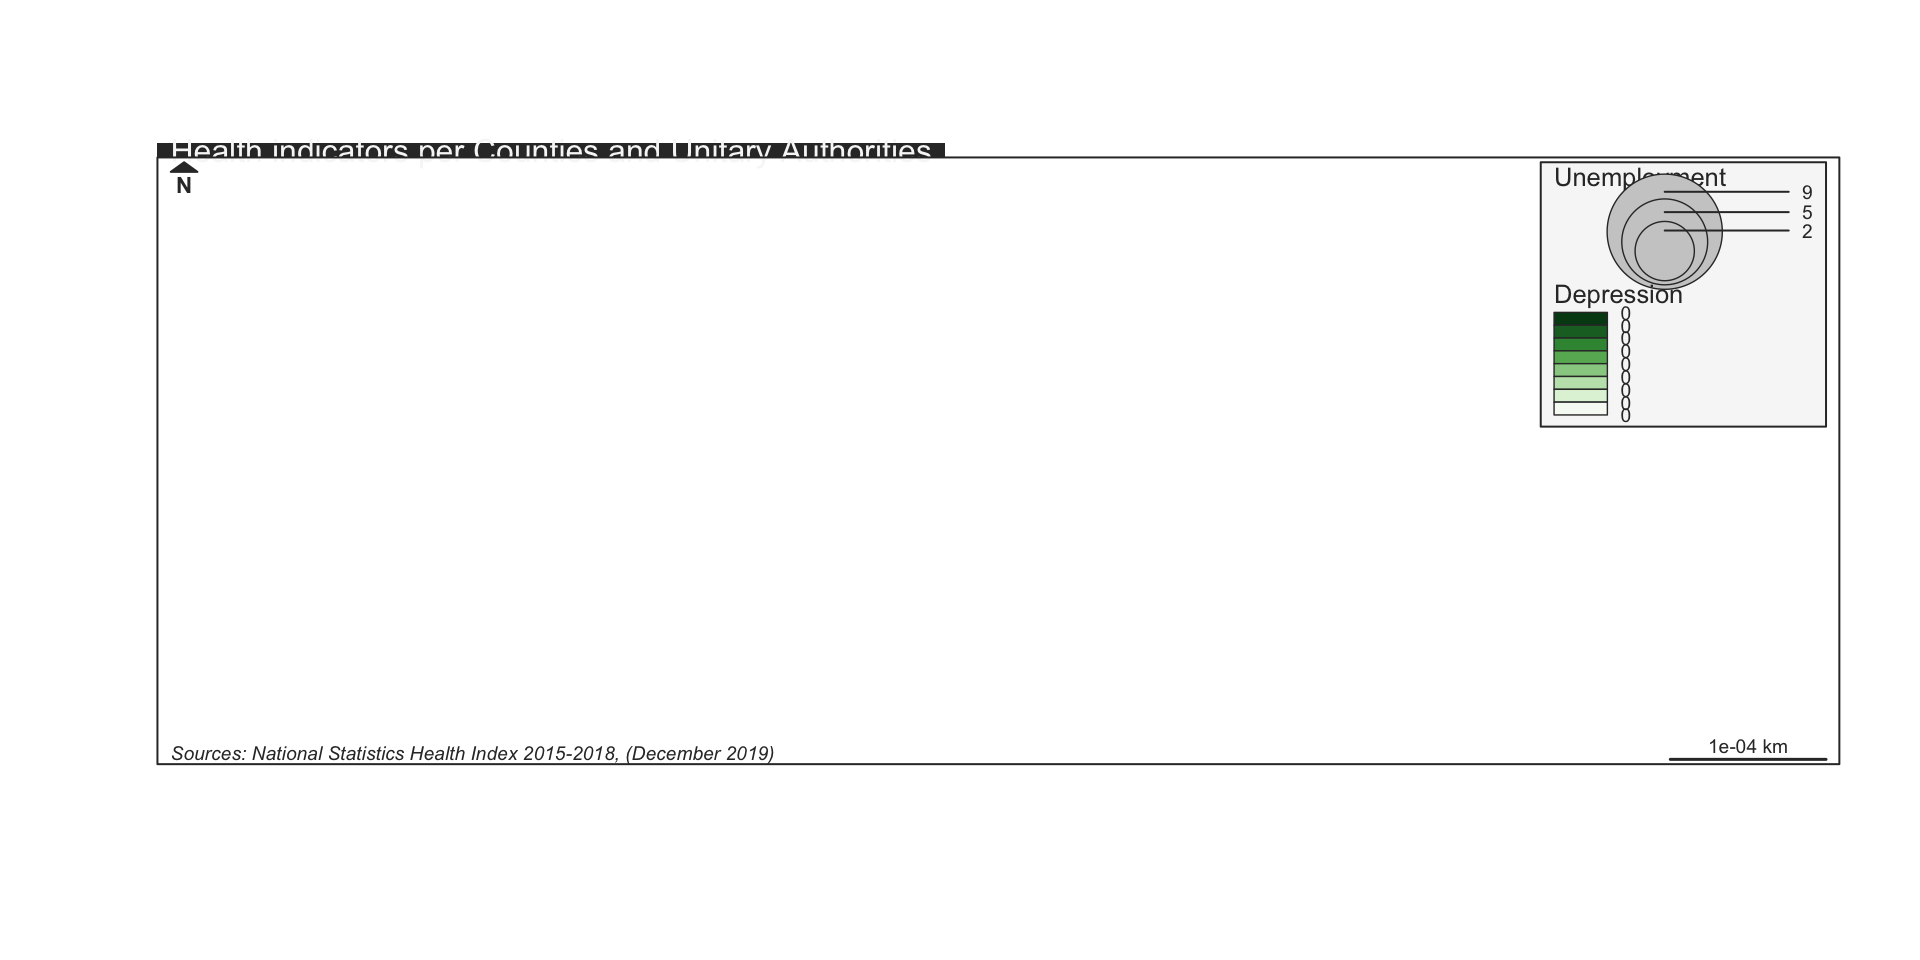 Health indicators per Counties and Unitary Authorities
N
Unemployment
9
5
2
Depression
0
0
0
0
0
0
0
0
0
Sources: National Statistics Health Index 2015-2018, (December 2019)
1e-04 km